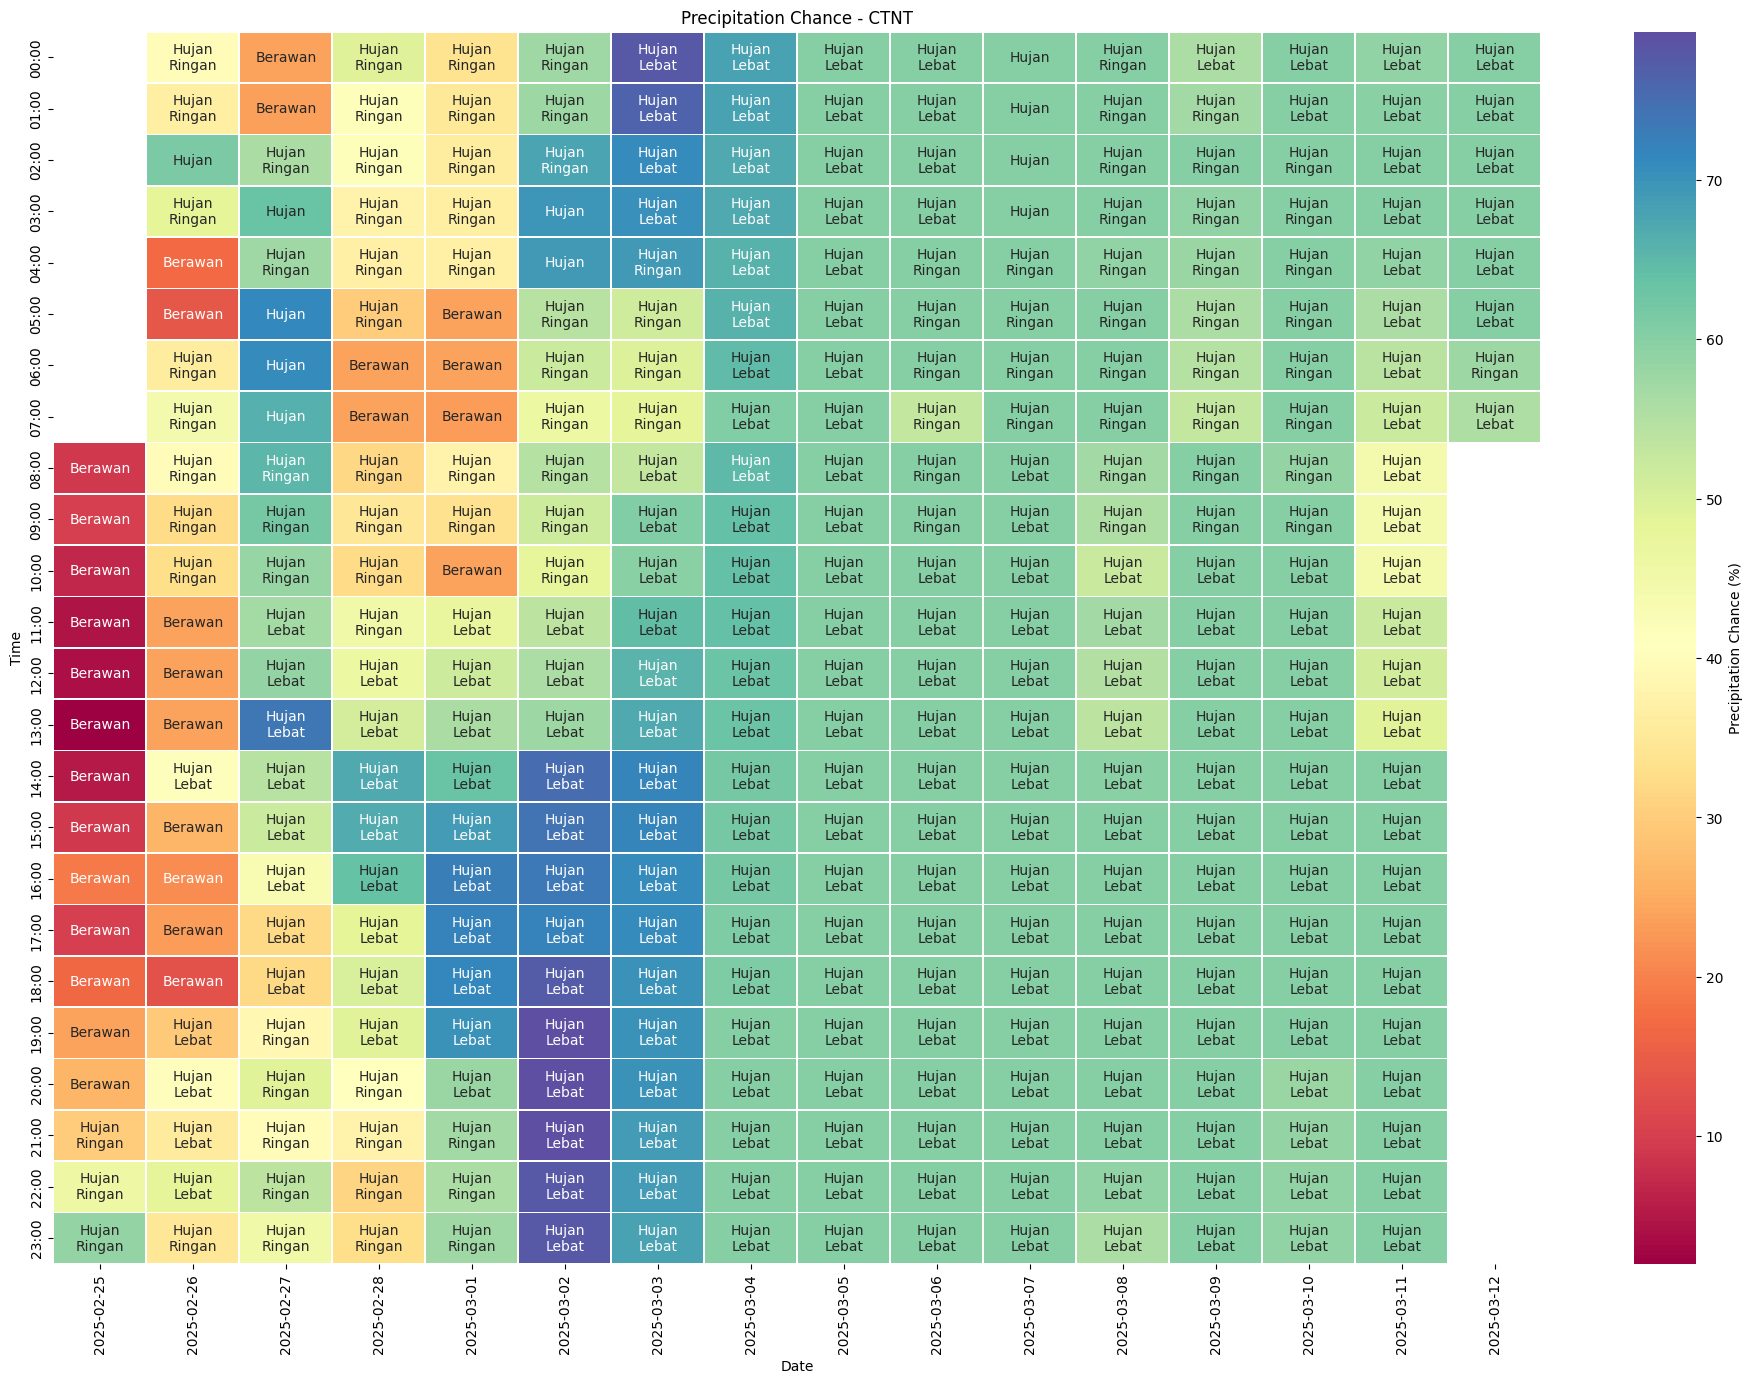 Precipitation Chance - CTNT
00:00 Hujan Ringan Berawan Hujan Ringan Hujan Ringan Hujan Ringan Hujan Lebat Hujan Lebat Hujan Lebat Hujan Lebat Hujan Hujan Ringan Hujan Lebat Hujan Lebat Hujan Lebat Hujan Lebat
01:00 Hujan Ringan Berawan Hujan Ringan Hujan Ringan Hujan Ringan Hujan Lebat Hujan Lebat Hujan Lebat Hujan Lebat Hujan Hujan Ringan Hujan Ringan Hujan Lebat Hujan Lebat Hujan Lebat
02:00 Hujan Hujan Ringan Hujan Ringan Hujan Ringan Hujan Ringan Hujan Lebat Hujan Lebat Hujan Lebat Hujan Lebat Hujan Hujan Ringan Hujan Ringan Hujan Ringan Hujan Lebat Hujan Lebat
03:00 Hujan Ringan Hujan Hujan Ringan Hujan Ringan Hujan Hujan Lebat Hujan Lebat Hujan Lebat Hujan Lebat Hujan Hujan Ringan Hujan Ringan Hujan Ringan Hujan Lebat Hujan Lebat
04:00 Berawan Hujan Ringan Hujan Ringan Hujan Ringan Hujan Hujan Ringan Hujan Lebat Hujan Lebat Hujan Ringan Hujan Ringan Hujan Ringan Hujan Ringan Hujan Ringan Hujan Lebat Hujan Lebat
05:00 Berawan Hujan Hujan Ringan Berawan Hujan Ringan Hujan Ringan Hujan Lebat Hujan Lebat Hujan Ringan Hujan Ringan Hujan Ringan Hujan Ringan Hujan Ringan Hujan Lebat Hujan Lebat
06:00 Hujan Ringan Hujan Berawan Berawan Hujan Ringan Hujan Ringan Hujan Lebat Hujan Lebat Hujan Ringan Hujan Ringan Hujan Ringan Hujan Ringan Hujan Ringan Hujan Lebat Hujan Ringan
07:00 Hujan Ringan Hujan Berawan Berawan Hujan Ringan Hujan Ringan Hujan Lebat Hujan Lebat Hujan Ringan Hujan Ringan Hujan Ringan Hujan Ringan Hujan Ringan Hujan Lebat Hujan Lebat
08:00 Berawan Hujan Ringan Hujan Ringan Hujan Ringan Hujan Ringan Hujan Ringan Hujan Lebat Hujan Lebat Hujan Lebat Hujan Ringan Hujan Lebat Hujan Ringan Hujan Ringan Hujan Ringan Hujan Lebat
09:00 Berawan Hujan Ringan Hujan Ringan Hujan Ringan Hujan Ringan Hujan Ringan Hujan Lebat Hujan Lebat Hujan Lebat Hujan Ringan Hujan Lebat Hujan Ringan Hujan Ringan Hujan Ringan Hujan Lebat
10:00 Berawan Hujan Ringan Hujan Ringan Hujan Ringan Berawan Hujan Ringan Hujan Lebat Hujan Lebat Hujan Lebat Hujan Lebat Hujan Lebat Hujan Lebat Hujan Lebat Hujan Lebat Hujan Lebat
11:00 Berawan Berawan Hujan Lebat Hujan Ringan Hujan Lebat Hujan Lebat Hujan Lebat Hujan Lebat Hujan Lebat Hujan Lebat Hujan Lebat Hujan Lebat Hujan Lebat Hujan Lebat Hujan Lebat
12:00 Berawan Berawan Hujan Lebat Hujan Lebat Hujan Lebat Hujan Lebat Hujan Lebat Hujan Lebat Hujan Lebat Hujan Lebat Hujan Lebat Hujan Lebat Hujan Lebat Hujan Lebat Hujan Lebat
13:00 Berawan Berawan Hujan Lebat Hujan Lebat Hujan Lebat Hujan Lebat Hujan Lebat Hujan Lebat Hujan Lebat Hujan Lebat Hujan Lebat Hujan Lebat Hujan Lebat Hujan Lebat Hujan Lebat
14:00 Berawan Hujan Lebat Hujan Lebat Hujan Lebat Hujan Lebat Hujan Lebat Hujan Lebat Hujan Lebat Hujan Lebat Hujan Lebat Hujan Lebat Hujan Lebat Hujan Lebat Hujan Lebat Hujan Lebat
15:00 Berawan Berawan Hujan Lebat Hujan Lebat Hujan Lebat Hujan Lebat Hujan Lebat Hujan Lebat Hujan Lebat Hujan Lebat Hujan Lebat Hujan Lebat Hujan Lebat Hujan Lebat Hujan Lebat
16:00 Berawan Berawan Hujan Lebat Hujan Lebat Hujan Lebat Hujan Lebat Hujan Lebat Hujan Lebat Hujan Lebat Hujan Lebat Hujan Lebat Hujan Lebat Hujan Lebat Hujan Lebat Hujan Lebat
17:00 Berawan Berawan Hujan Lebat Hujan Lebat Hujan Lebat Hujan Lebat Hujan Lebat Hujan Lebat Hujan Lebat Hujan Lebat Hujan Lebat Hujan Lebat Hujan Lebat Hujan Lebat Hujan Lebat
18:00 Berawan Berawan Hujan Lebat Hujan Lebat Hujan Lebat Hujan Lebat Hujan Lebat Hujan Lebat Hujan Lebat Hujan Lebat Hujan Lebat Hujan Lebat Hujan Lebat Hujan Lebat Hujan Lebat
19:00 Berawan Hujan Lebat Hujan Ringan Hujan Lebat Hujan Lebat Hujan Lebat Hujan Lebat Hujan Lebat Hujan Lebat Hujan Lebat Hujan Lebat Hujan Lebat Hujan Lebat Hujan Lebat Hujan Lebat
20:00 Berawan Hujan Lebat Hujan Ringan Hujan Ringan Hujan Lebat Hujan Lebat Hujan Lebat Hujan Lebat Hujan Lebat Hujan Lebat Hujan Lebat Hujan Lebat Hujan Lebat Hujan Lebat Hujan Lebat
21:00 Hujan Ringan Hujan Lebat Hujan Ringan Hujan Ringan Hujan Ringan Hujan Lebat Hujan Lebat Hujan Lebat Hujan Lebat Hujan Lebat Hujan Lebat Hujan Lebat Hujan Lebat Hujan Lebat Hujan Lebat
22:00 Hujan Ringan Hujan Lebat Hujan Ringan Hujan Ringan Hujan Ringan Hujan Lebat Hujan Lebat Hujan Lebat Hujan Lebat Hujan Lebat Hujan Lebat Hujan Lebat Hujan Lebat Hujan Lebat Hujan Lebat
23:00 Hujan Ringan Hujan Ringan Hujan Ringan Hujan Ringan Hujan Ringan Hujan Lebat Hujan Lebat Hujan Lebat Hujan Lebat Hujan Lebat Hujan Lebat Hujan Lebat Hujan Lebat Hujan Lebat Hujan Lebat
Time
2025-02-25 2025-02-26 2025-02-27 2025-02-28 2025-03-01 2025-03-02 2025-03-03 2025-03-04 2025-03-05 2025-03-06 2025-03-07 2025-03-08 2025-03-09 2025-03-10 2025-03-11 2025-03-12
Date
70
60
50
40
30
20
10
Precipitation Chance (%)